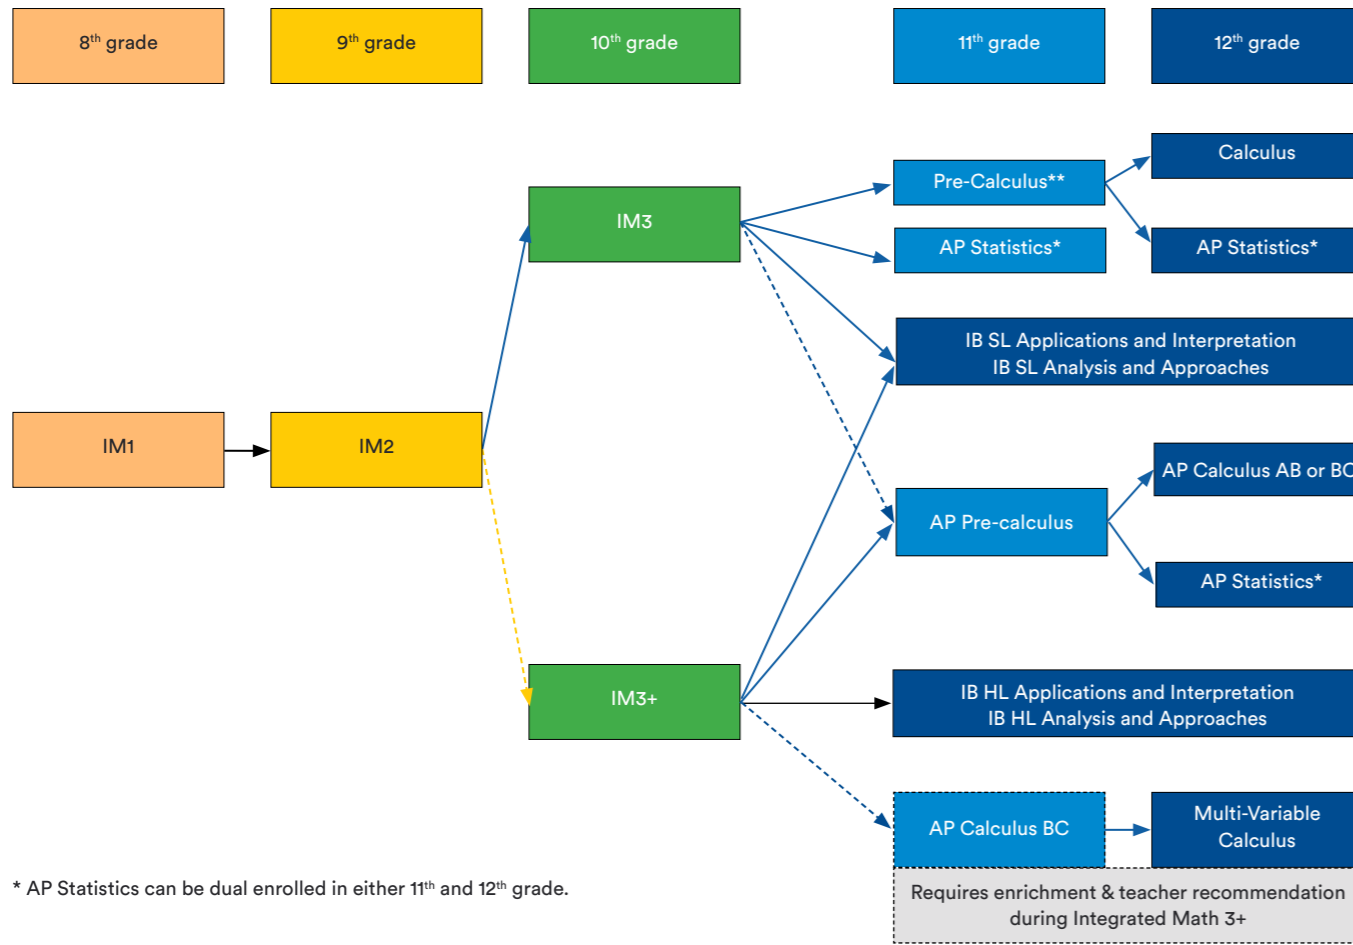 8th grade
9th grade
10th grade
11th grade
12th grade
Calculus
Pre-Calculus**
IM3
AP Statistics*
AP Statistics*
IB SL Applications and Interpretation
IB SL Analysis and Approaches
IM1
IM2
AP Calculus AB or BC
AP Pre-calculus
AP Statistics*
IM3+
IB HL Applications and Interpretation
IB HL Analysis and Approaches
AP Calculus BC
Multi-Variable
Calculus
* AP Statistics can be dual enrolled in either 11th and 12th grade.
Requires enrichment & teacher recommendation
during Integrated Math 3+